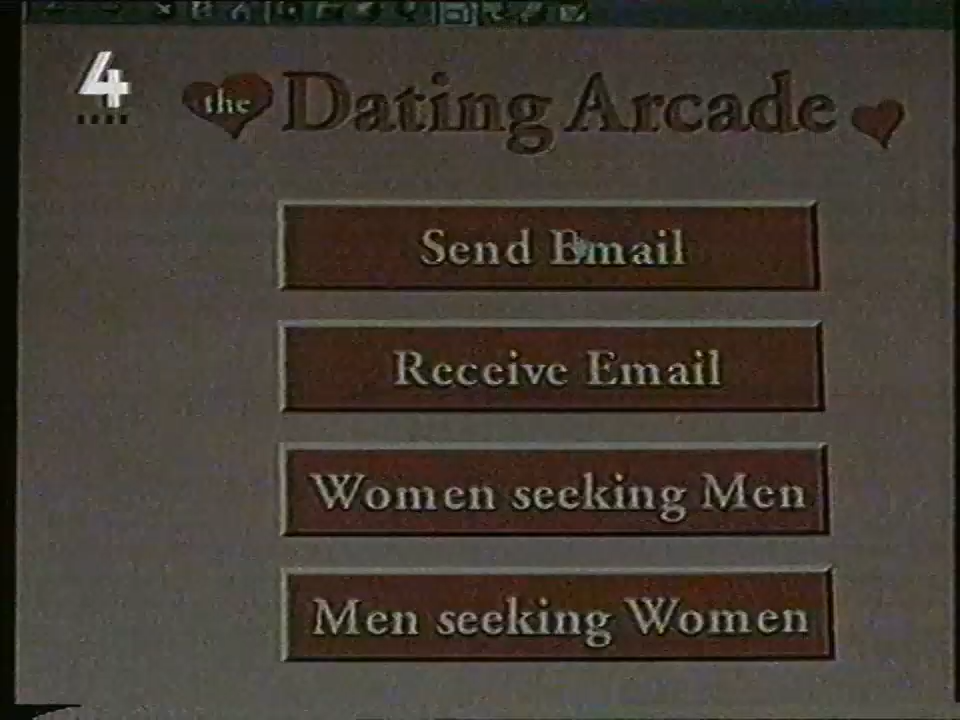 4
the Dating Arcade
Send Email
Receive Email
Women seeking Men
Men seeking Women